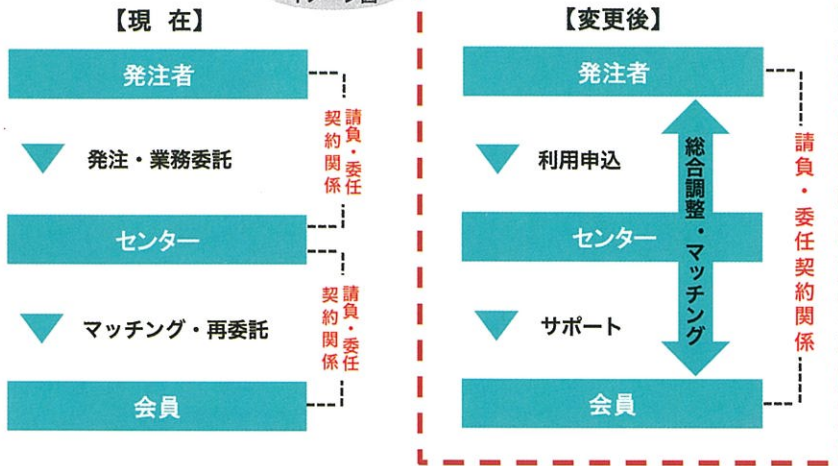 【現 在】
発注者
発注・業務委託
請負・委任
契約関係
センター
マッチング・再委託
請負・委任
契約関係
会員
【変更後】
発注者
利用申込
センター
サポート
会員
総合調整・マッチング
請負・委任契約関係